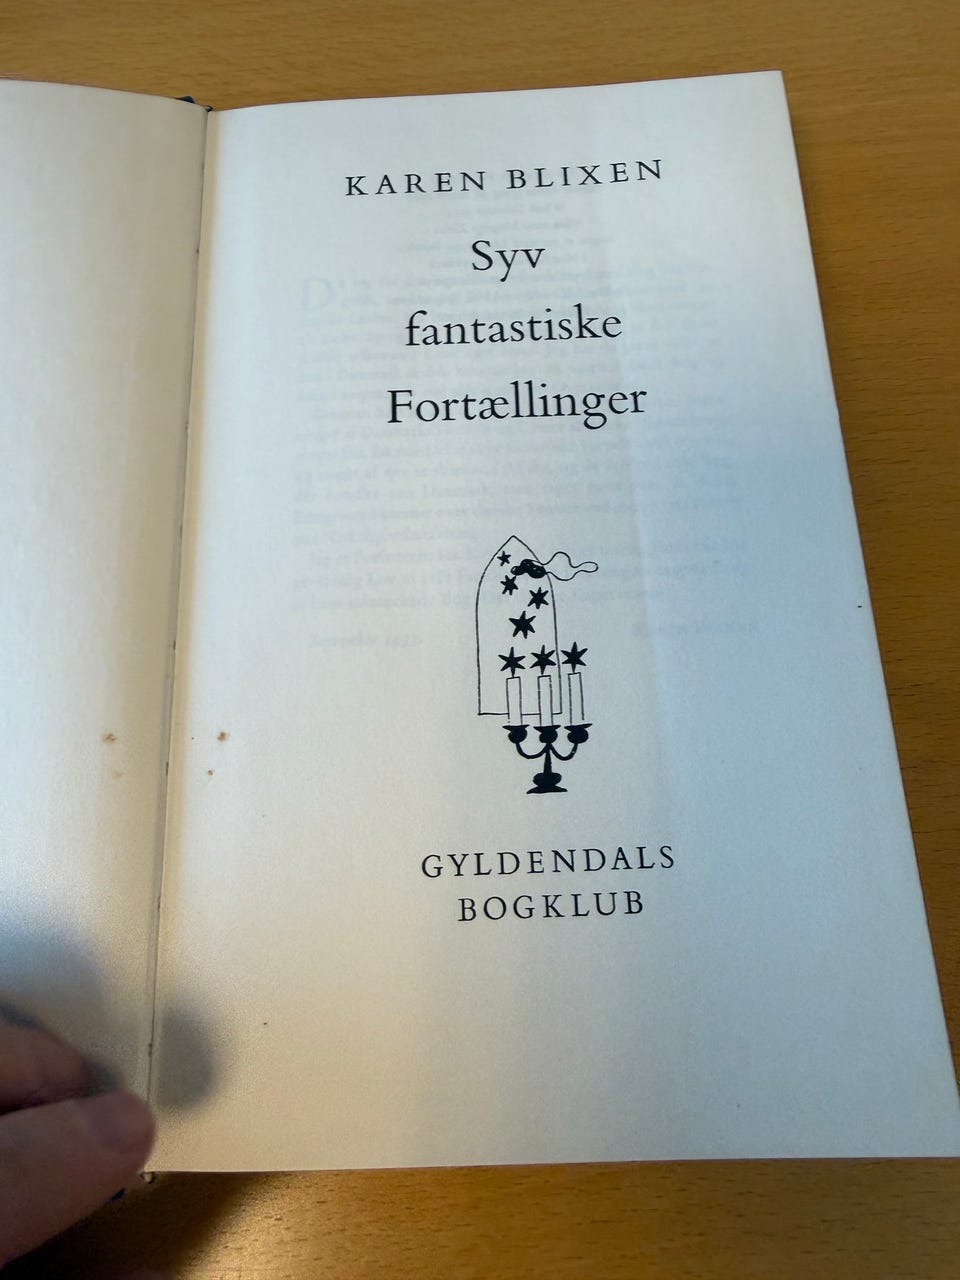 KAREN BLIXEN
Syv
fantastiske
Fortællinger
GYLDENDALS
BOGKLUB